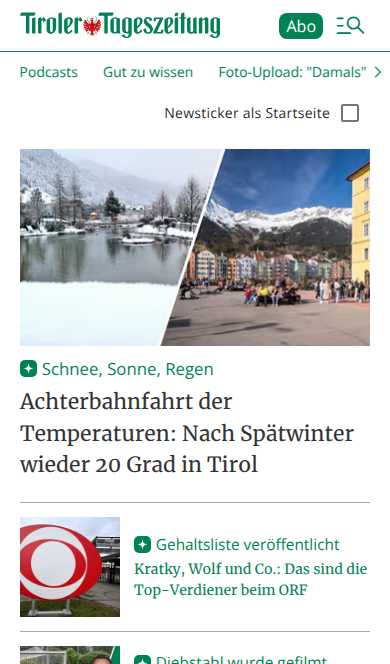 Tiroler Tageszeitung
Abo
Podcasts Gut zu wissen Foto-Upload: "Damals"
Newsticker als Startseite
Schnee, Sonne, Regen
Achterbahnfahrt der
Temperaturen: Nach Spätwinter
wieder 20 Grad in Tirol
Gehaltsliste veröffentlicht
Kratky, Wolf und Co.: Das sind die
Top-Verdiener beim ORF
Diebstahl wurde gefilmt